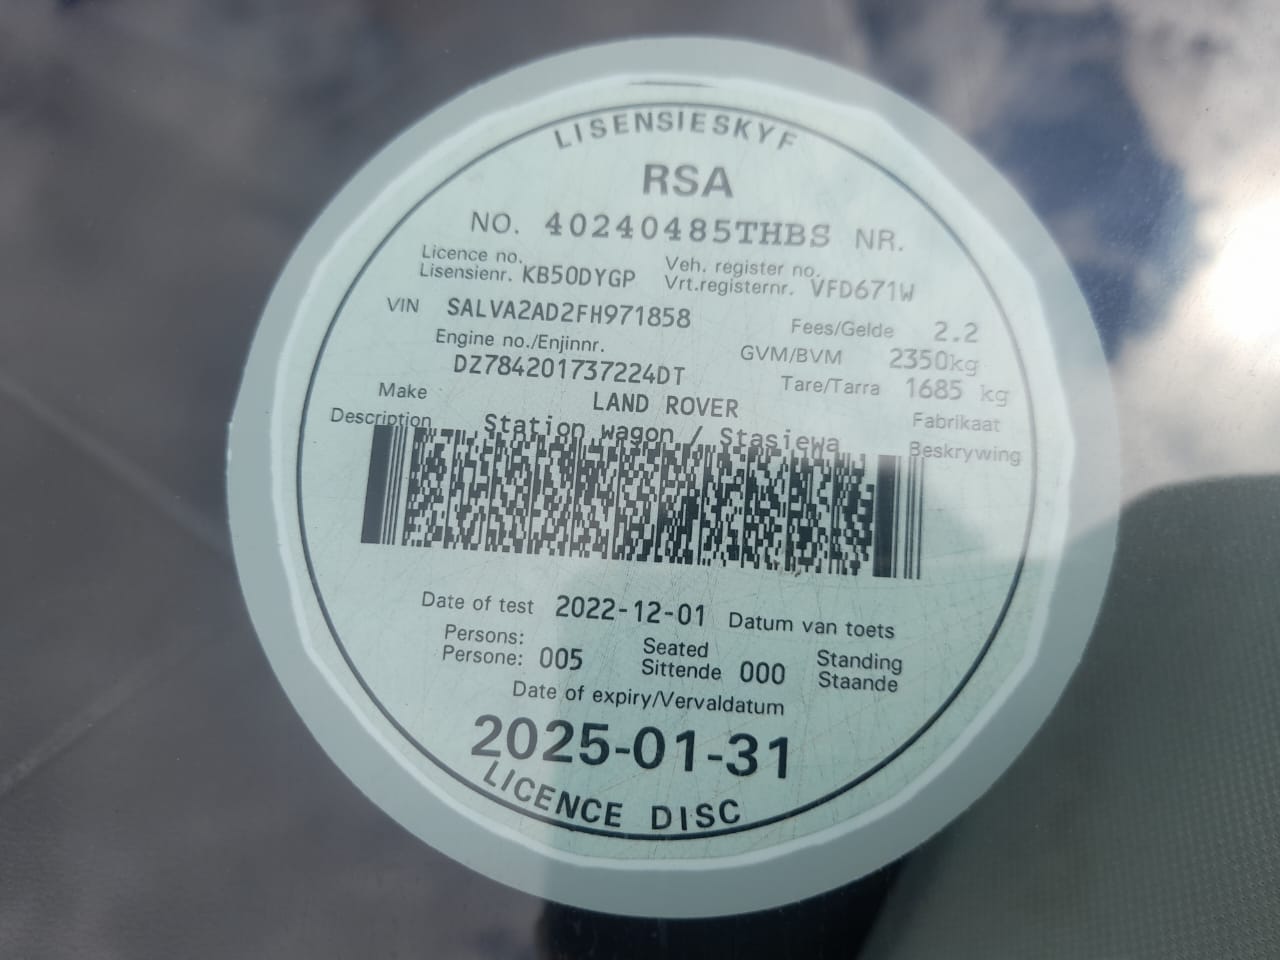 LISENSIESKYF
RSA
NO. 40240485THBS NR.
Licence no. Veh. register no.
Lisensienr. KB50DYGP Vrt.registernr. VFD671W
VIN SALVA2AD2FH971858 Fees/Gelde 2.2
Engine no./Enjinnr. GVM/BVM 2350kg
DZ784201737224DT Tare/Tarra 1685 kg
Make LAND ROVER Fabrikaat
Description Station wagon / Stasiewa Beskrywing
Date of test 2022-12-01 Datum van toets
Persons: Seated Standing
Persone: 005 Sittende 000 Staande
Date of expiry/Vervaldatum
2025-01-31
LICENCE DISC